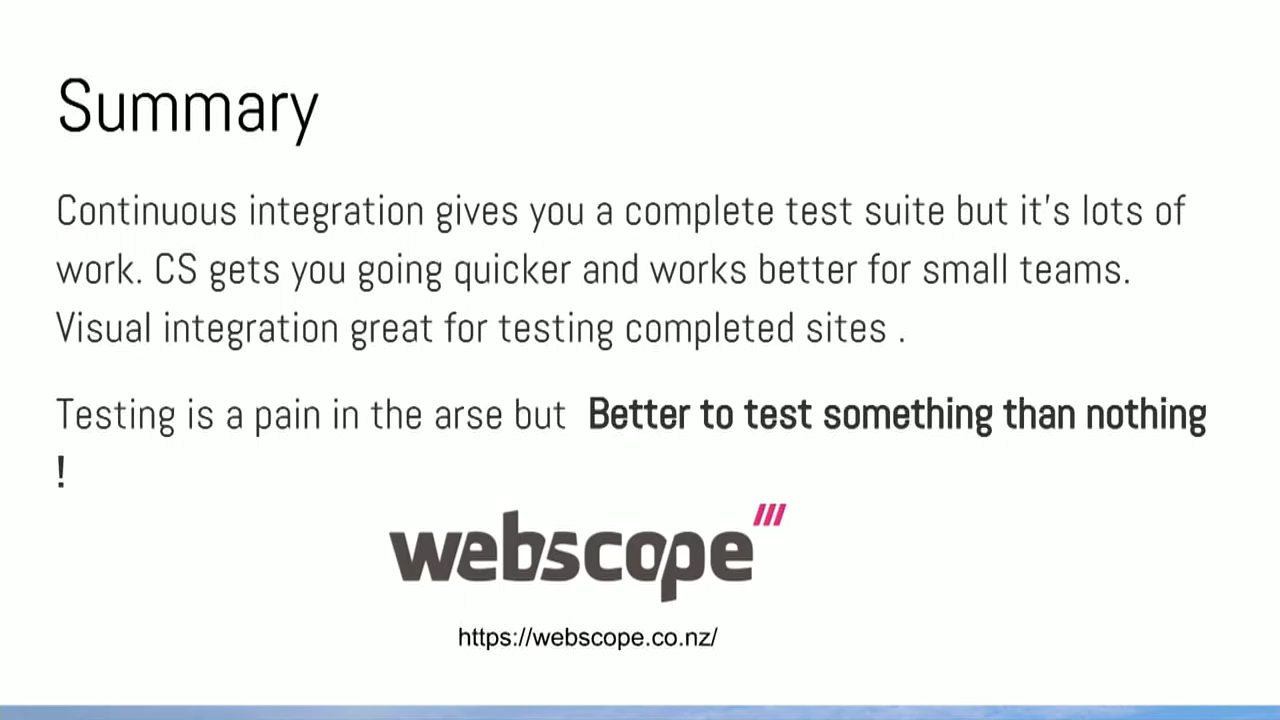 Summary
Continuous integration gives you a complete test suite but it's lots of
work. CS gets you going quicker and works better for small teams.
Visual integration great for testing completed sites .
Testing is a pain in the arse but Better to test something than nothing
!
webscope
https://webscope.co.nz/